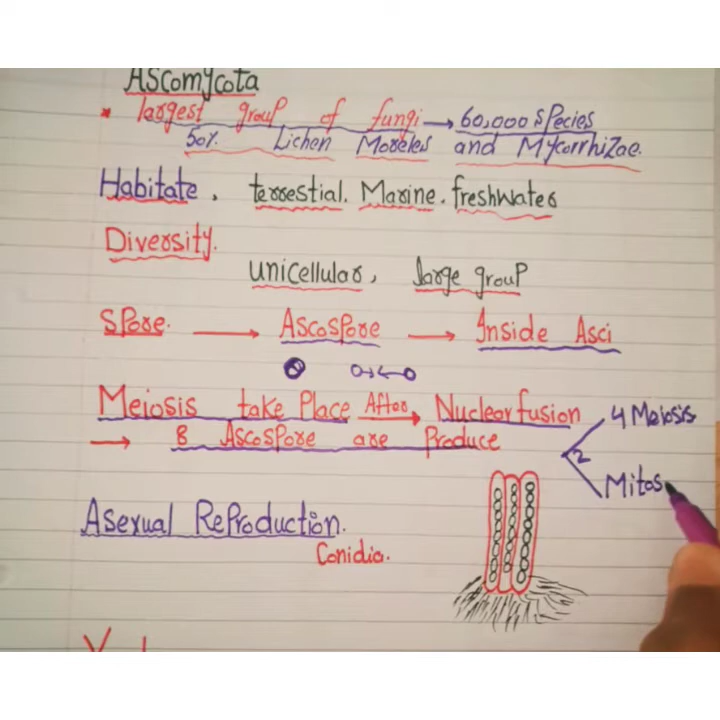 Ascomycota
* largest group of fungi → 60,000 species
50% Lichen Moreles and Mycorrhizae.
Habitate. terrestial. Marine. freshwater
Diversity.
unicellular, large group
Spore. → Ascospore → Inside Asci
Meiosis take Place After → Nuclear fusion
→ 8 Ascospore are Produce
4 Meiosis
2
Mitos
Asexual Reproduction.
Conidia.